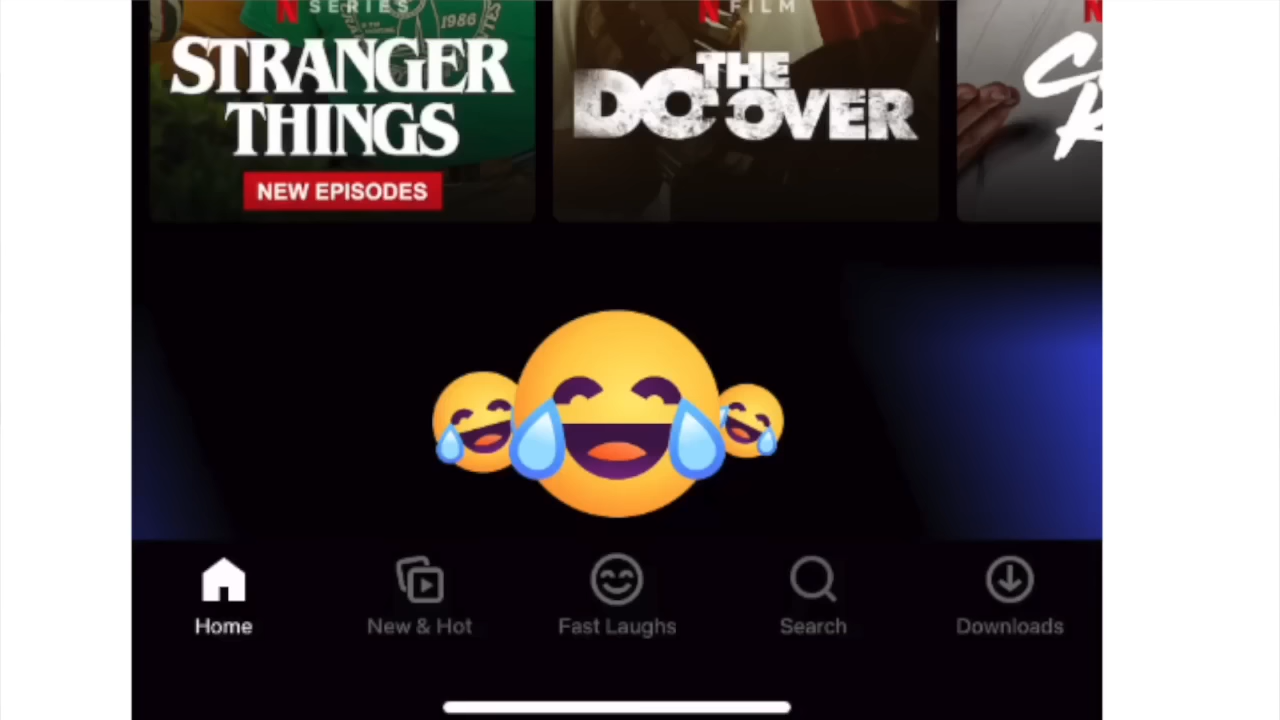 SERIES
FILM
1986
STRANGER
THINGS
THE
DO OVER
NEW EPISODES
Home
New & Hot
Fast Laughs
Search
Downloads